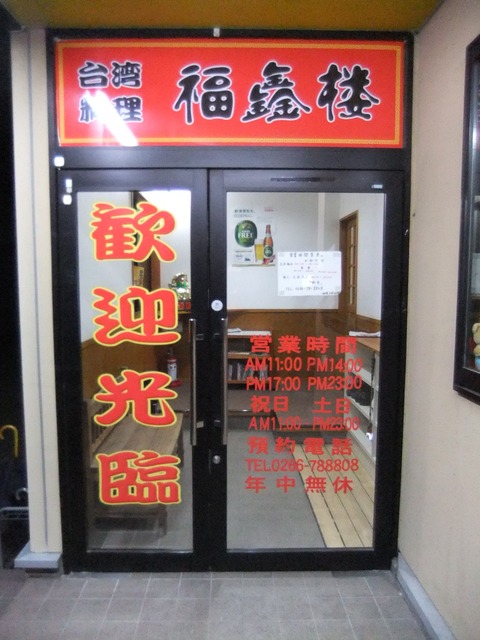 台湾
料理
福鑫楼
歓迎光臨
FREE
営業時間
AM11:00 PM14:00
PM17:00 PM23:00
祝日 土日
AM11:00 PM23:00
預約電話
TEL0266-788808
年中無休